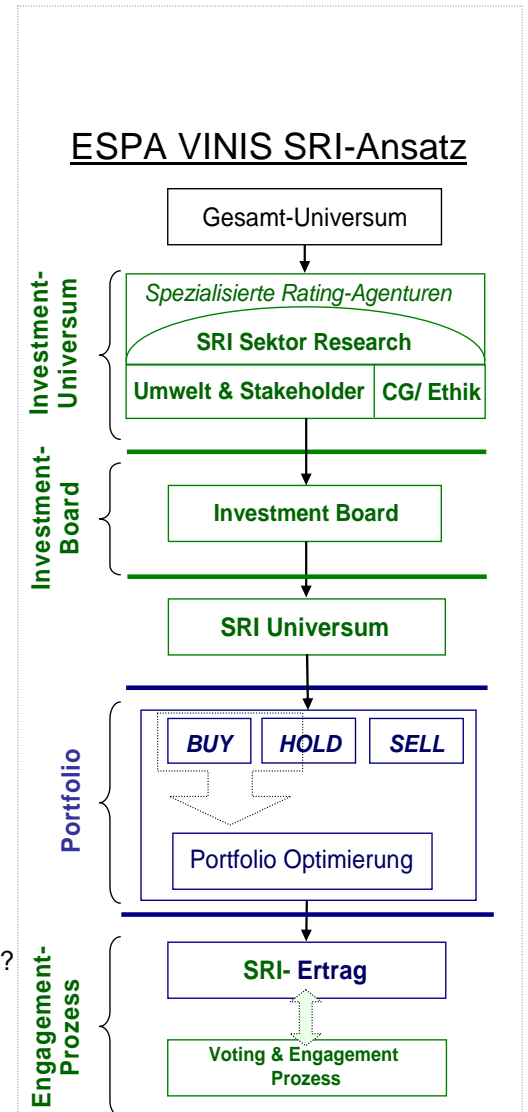 ESPA VINIS SRI-Ansatz
Gesamt-Universum
Investment-
Universum
Spezialisierte Rating-Agenturen
SRI Sektor Research
Umwelt & Stakeholder
CG/ Ethik
Investment-
Board
Investment Board
SRI Universum
Portfolio
BUY
HOLD
SELL
Portfolio Optimierung
?
Engagement-
Prozess
SRI- Ertrag
Voting & Engagement
Prozess